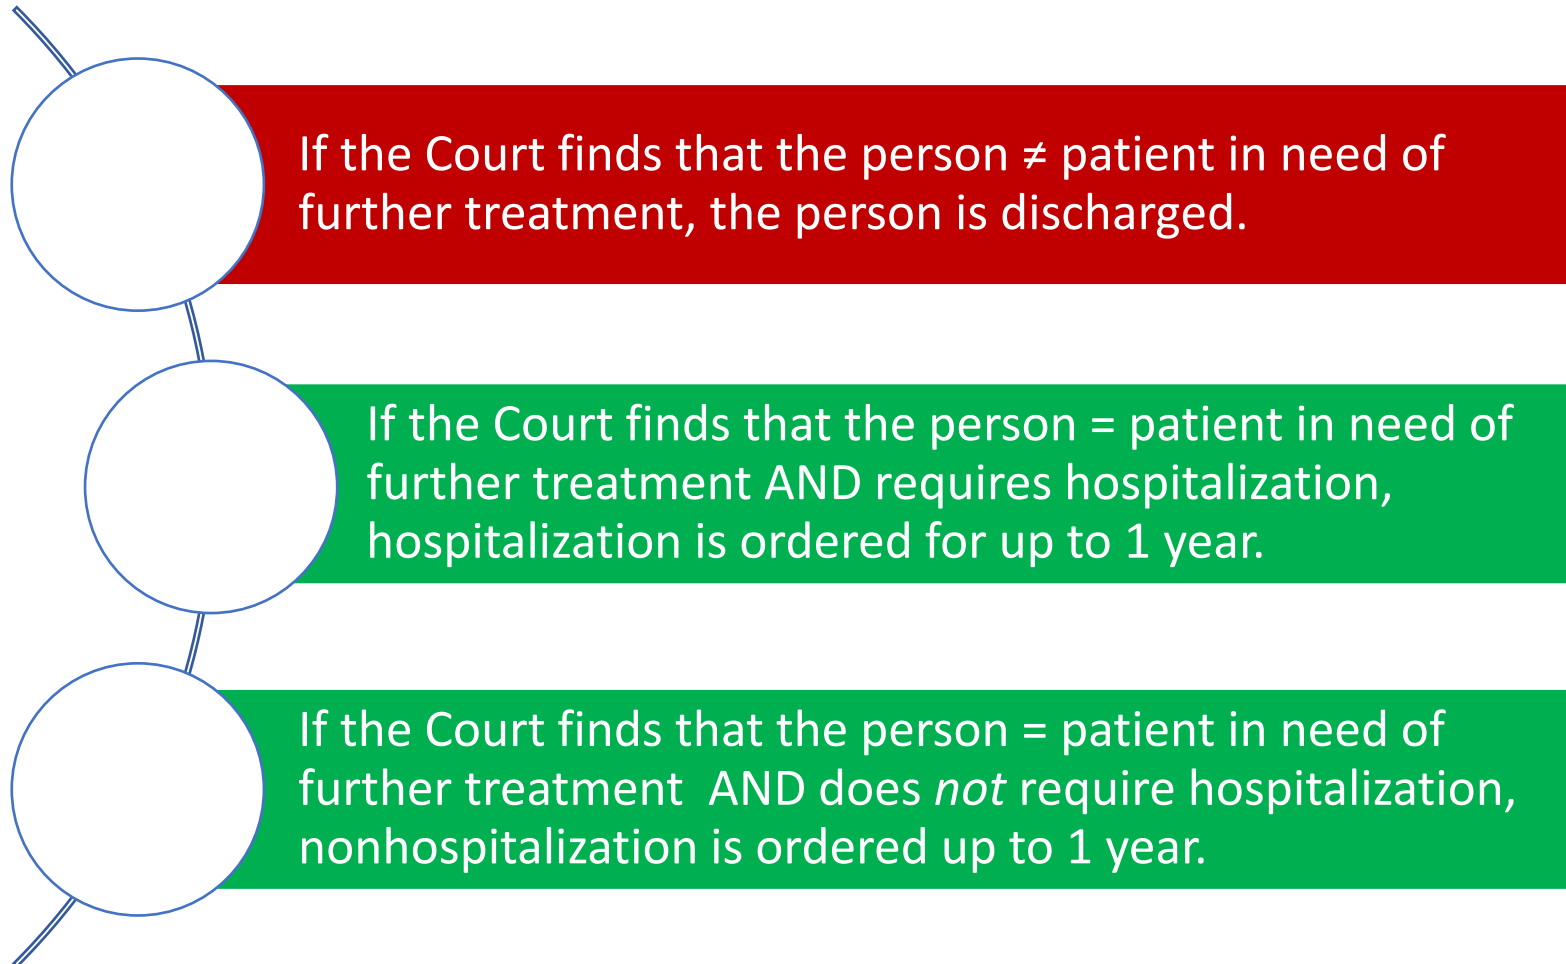 If the Court finds that the person ≠ patient in need of
further treatment, the person is discharged.
If the Court finds that the person = patient in need of
further treatment AND requires hospitalization,
hospitalization is ordered for up to 1 year.
If the Court finds that the person = patient in need of
further treatment  AND does not require hospitalization,
nonhospitalization is ordered up to 1 year.